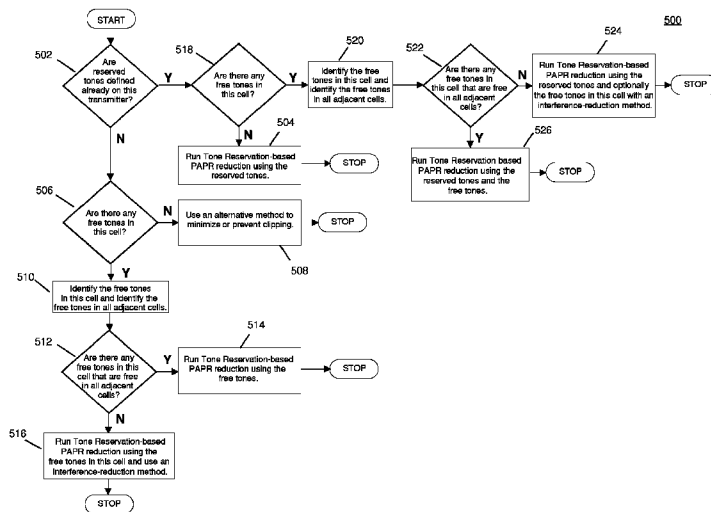 START
500
502
Are
reserved
tones defined
already on this
transmitter?
Y
N
518
Are there any
free tones in
this cell?
Y
N
520
Identify the free
tones in this cell and
identify the free tones
in all adjacent cells.
522
Are there any
free tones in
this cell that are free
in all adjacent
cells?
N
Y
524
Run Tone Reservation-based
PAPR reduction using the
reserved tones and optionally
the free tones in this cell with an
interference-reduction method.
STOP
504
Run Tone Reservation-based
PAPR reduction using the
reserved tones.
STOP
526
Run Tone Reservation based
PAPR reduction using the
reserved tones and the
free tones.
STOP
506
Are there any
free tones in
this cell?
N
Y
Use an alternative method to
minimize or prevent clipping.
508
STOP
510
Identify the free tones
in this cell and identify the
free tones in all adjacent cells.
512
Are there any
free tones in this
cell that are free
in all adjacent
cells?
Y
N
514
Run Tone Reservation-based
PAPR reduction using the
free tones.
STOP
516
Run Tone Reservation-based
PAPR reduction using the
free tones in this cell and use an
interference-reduction method.
STOP